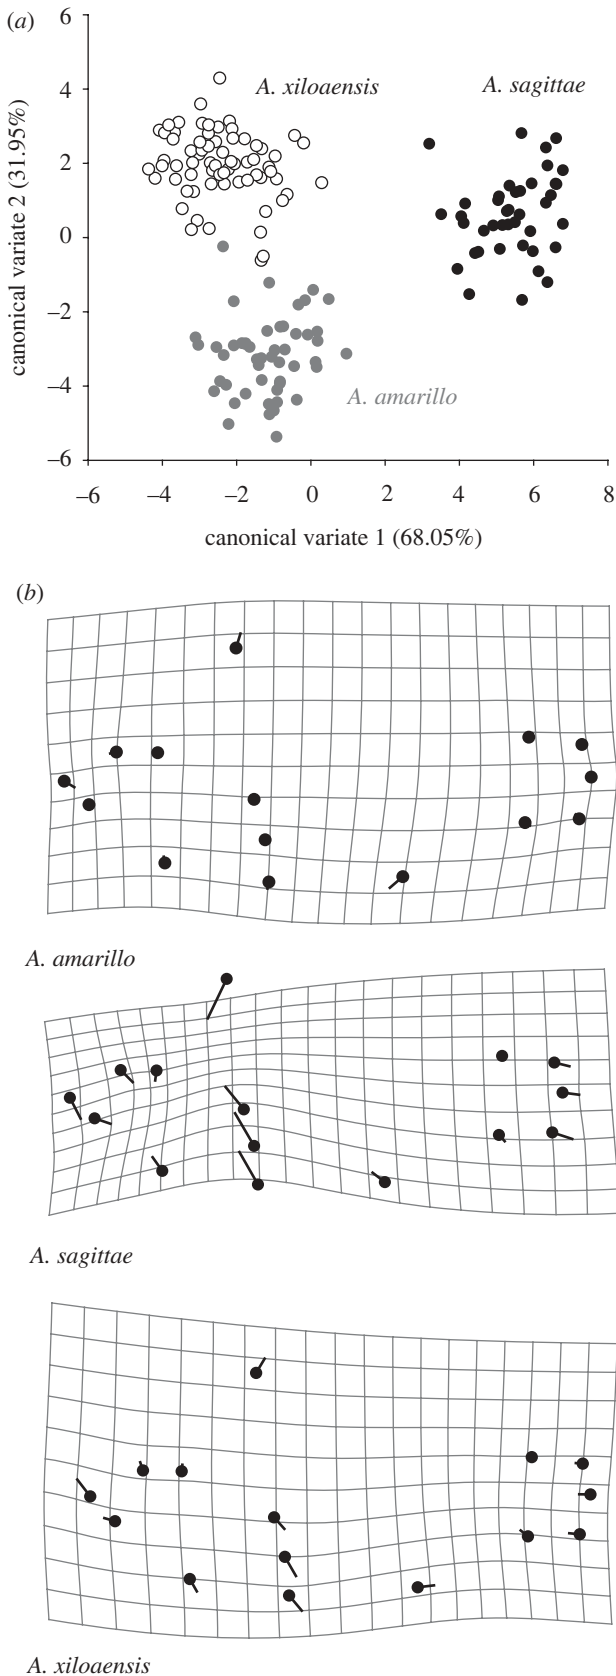 (a)
6
4
2
0
−2
−4
−6
canonical variate 2 (31.95%)
A. xiloaensis
A. sagittae
A. amarillo
−6 −4 −2 0 2 4 6 8
canonical variate 1 (68.05%)
(b)
A. amarillo
A. sagittae
A. xiloaensis